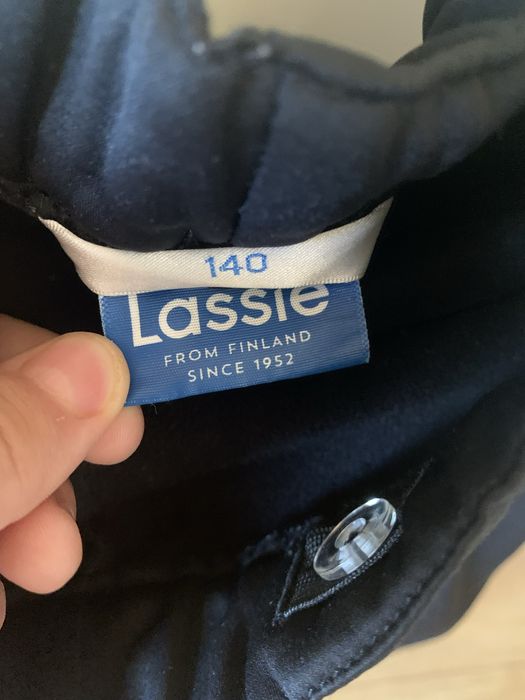 140
Lassie
FROM FINLAND
SINCE 1952